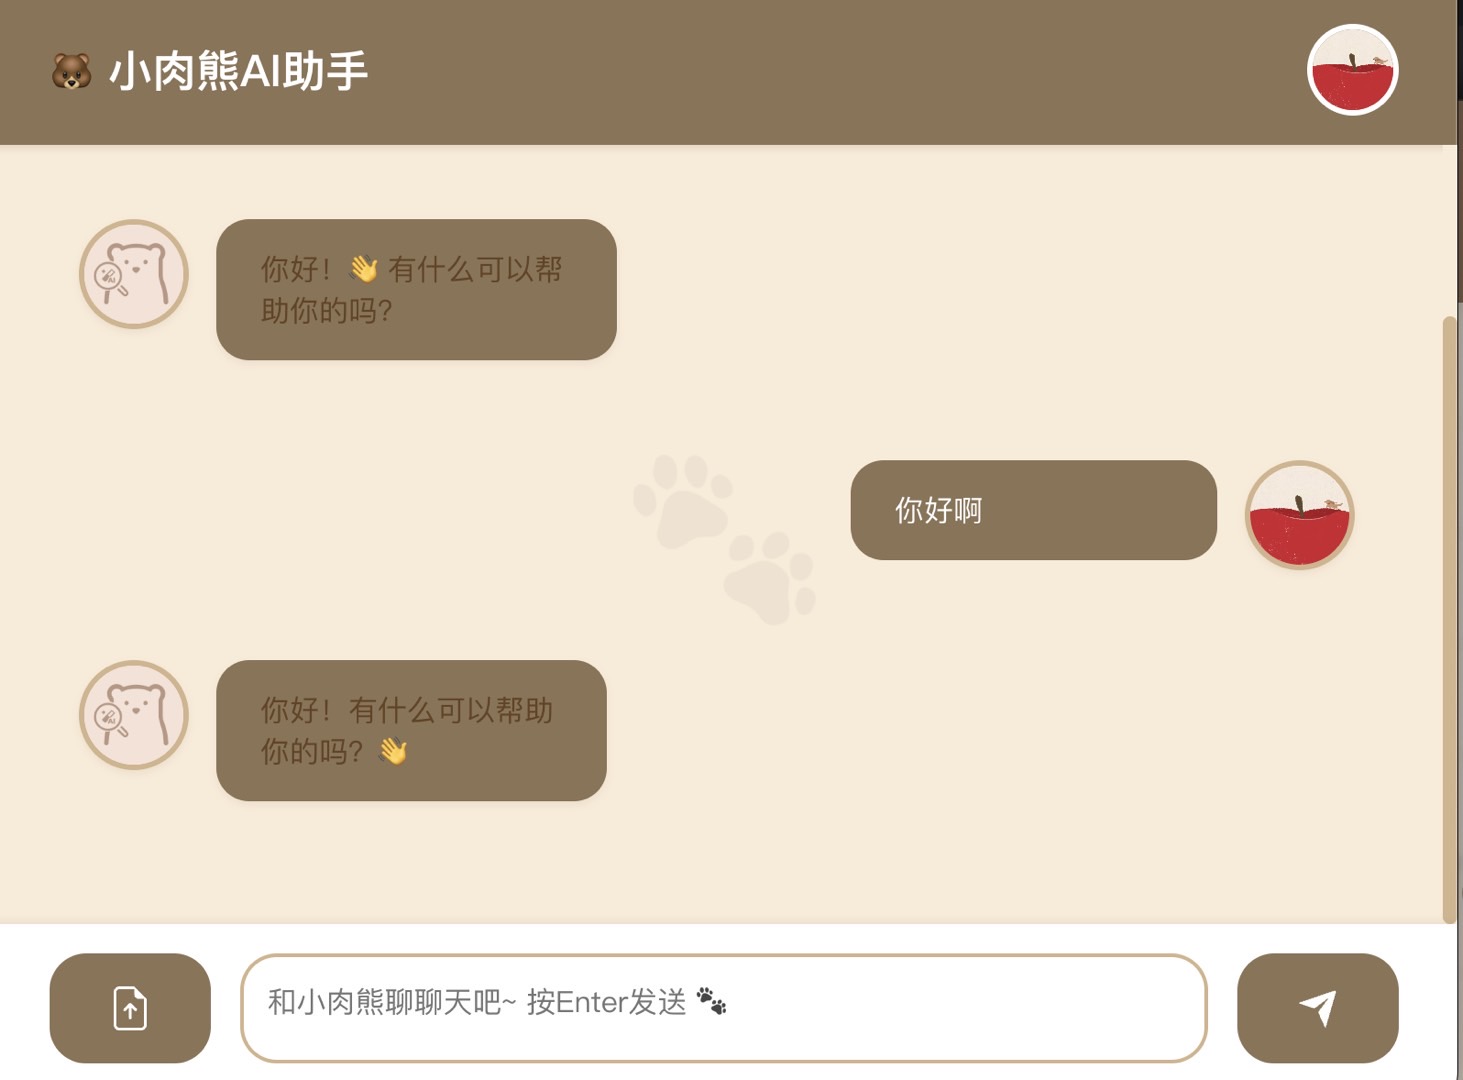 🐻 小肉熊AI助手
你好！👋 有什么可以帮
助你的吗？
你好啊
你好！有什么可以帮助
你的吗？👋
和小肉熊聊聊天吧~ 按Enter发送 🐾